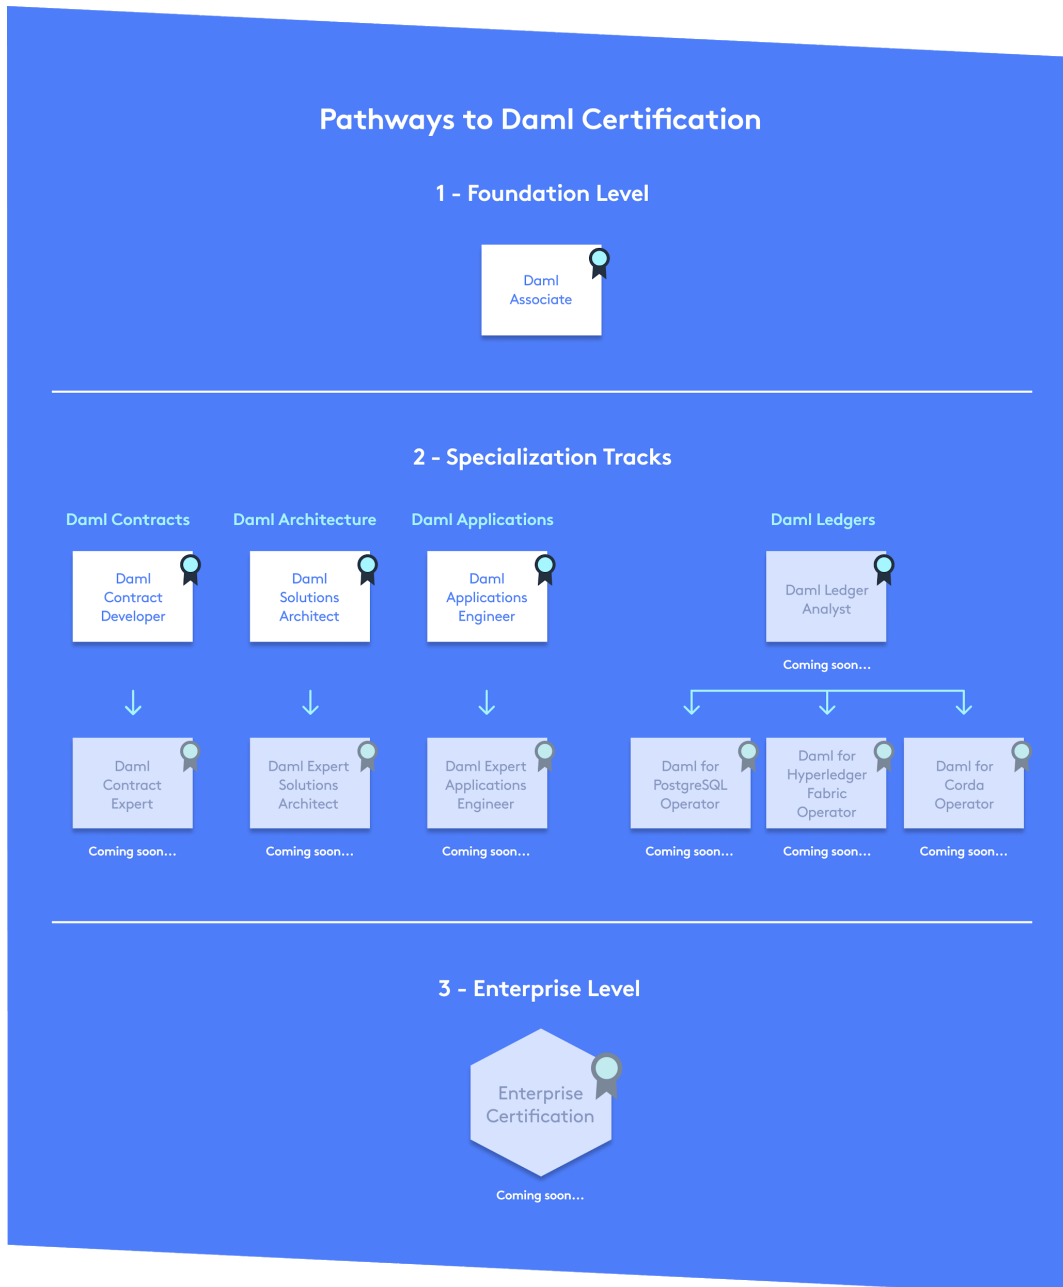 Pathways to Daml Certification
1 - Foundation Level
Daml
Associate
2 - Specialization Tracks
Daml Contracts
Daml Architecture
Daml Applications
Daml Ledgers
Daml
Contract
Developer
Daml
Solutions
Architect
Daml
Applications
Engineer
Daml Ledger
Analyst
Coming soon...
Daml
Contract
Expert
Coming soon...
Daml Expert
Solutions
Architect
Coming soon...
Daml Expert
Applications
Engineer
Coming soon...
Daml for
PostgreSQL
Operator
Coming soon...
Daml for
Hyperledger
Fabric
Operator
Coming soon...
Daml for
Corda
Operator
Coming soon...
3 - Enterprise Level
Enterprise
Certification
Coming soon...